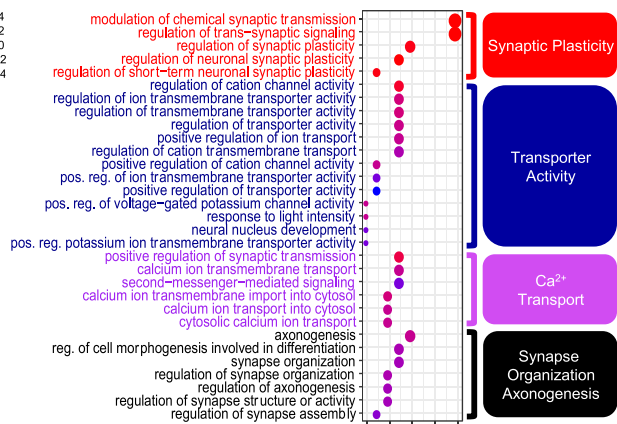 4
2
0
2
4
modulation of chemical synaptic transmission
regulation of trans−synaptic signaling
regulation of synaptic plasticity
regulation of neuronal synaptic plasticity
regulation of short−term neuronal synaptic plasticity
regulation of cation channel activity
regulation of ion transmembrane transporter activity
regulation of transmembrane transporter activity
regulation of transporter activity
positive regulation of ion transport
regulation of cation transmembrane transport
positive regulation of cation channel activity
pos. reg. of ion transmembrane transporter activity
positive regulation of transporter activity
pos. reg. of voltage−gated potassium channel activity
response to light intensity
neural nucleus development
pos. reg. potassium ion transmembrane transporter activity
positive regulation of synaptic transmission
calcium ion transmembrane transport
second−messenger−mediated signaling
calcium ion transmembrane import into cytosol
calcium ion transport into cytosol
cytosolic calcium ion transport
axonogenesis
reg. of cell morphogenesis involved in differentiation
synapse organization
regulation of synapse organization
regulation of axonogenesis
regulation of synapse structure or activity
regulation of synapse assembly
Synaptic Plasticity
Transporter
Activity
Ca²⁺
Transport
Synapse
Organization
Axonogenesis